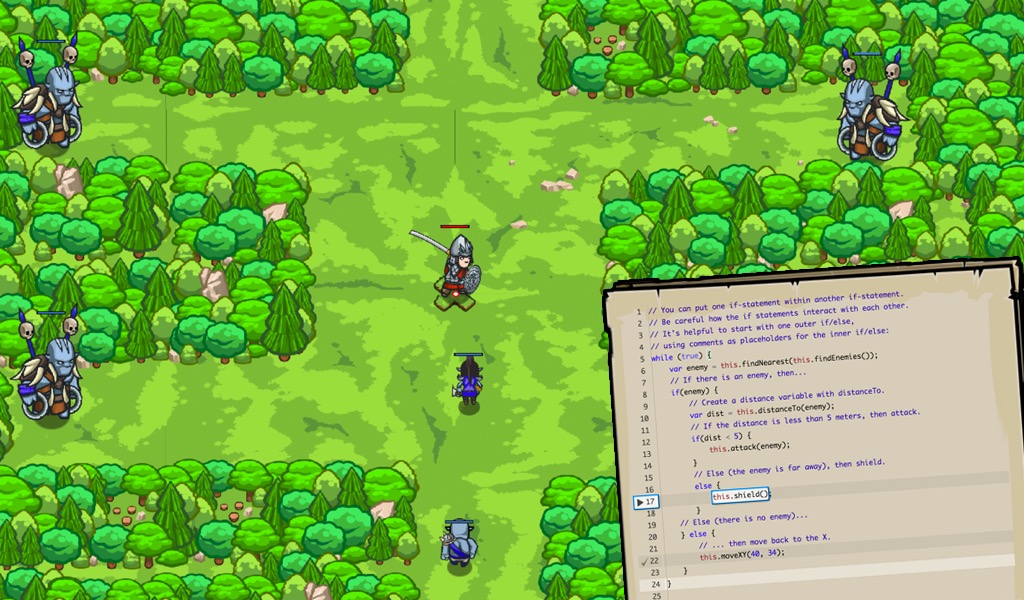 1 // You can put one if-statement within another if-statement.
2 // Be careful how the if statements interact with each other.
3 // It's helpful to start with one outer if/else,
4 // using comments as placeholders for the inner if/else:
5 while (true) {
6 var enemy = this.findNearest(this.findEnemies());
7 // If there is an enemy, then...
8 if(enemy) {
9 // Create a distance variable with distanceTo.
10 var dist = this.distanceTo(enemy);
11 // If the distance is less than 5 meters, then attack.
12 if(dist < 5) {
13 this.attack(enemy);
14 }
15 // Else (the enemy is far away), then shield.
16 else {
17 this.shield();
18 }
19 // Else (there is no enemy)...
20 } else {
21 // ... then move back to the X.
22 this.moveXY(40, 34);
23 }
24 }
25